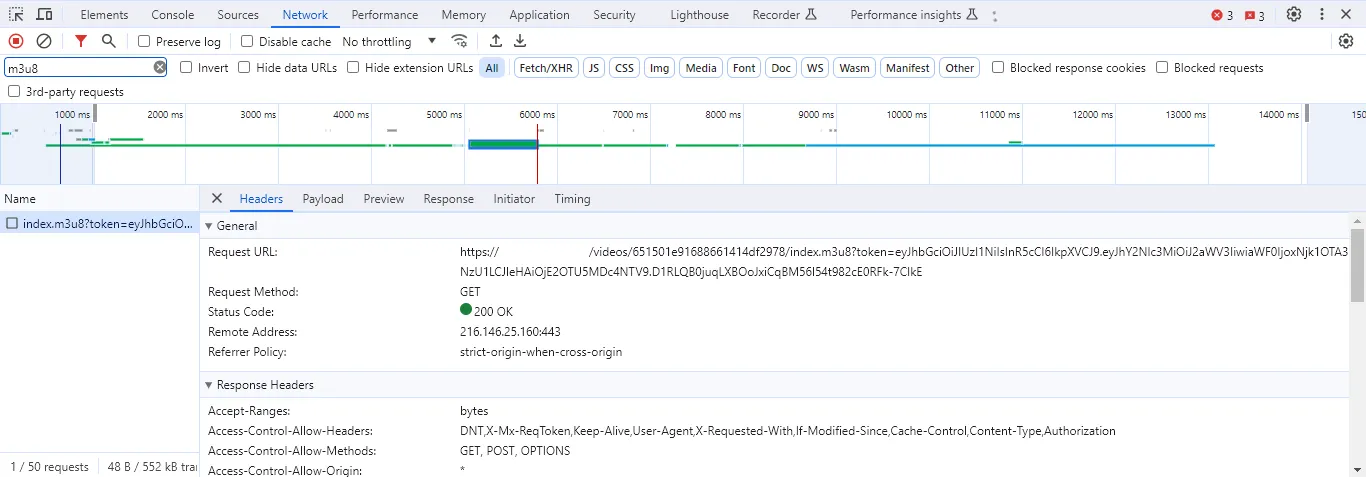 Elements Console Sources Network Performance Memory Application Security Lighthouse Recorder Performance insights 3 3
Preserve log Disable cache No throttling
m3u8 Invert Hide data URLs Hide extension URLs All Fetch/XHR JS CSS Img Media Font Doc WS Wasm Manifest Other Blocked response cookies Blocked requests
3rd-party requests
1000 ms 2000 ms 3000 ms 4000 ms 5000 ms 6000 ms 7000 ms 8000 ms 9000 ms 10000 ms 11000 ms 12000 ms 13000 ms 14000 ms 150
Name Headers Payload Preview Response Initiator Timing
index.m3u8?token=eyJhbGciO...
General
Request URL: https:// /videos/651501e91688661414df2978/index.m3u8?token=eyJhbGciOiJIUzI1NiIsInR5cCI6IkpXVCJ9.eyJhY2Nlc3MiOiJ2aWV3IiwiaWF0IjoxNjk1OTA3
NzU1LCJleHAiOjE2OTU5MDc4NTV9.D1RLQB0juqLXBOoJxiCqBM56I54t982cE0RFk-7CIkE
Request Method: GET
Status Code: 200 OK
Remote Address: 216.146.25.160:443
Referrer Policy: strict-origin-when-cross-origin
Response Headers
Accept-Ranges: bytes
Access-Control-Allow-Headers: DNT,X-Mx-ReqToken,Keep-Alive,User-Agent,X-Requested-With,If-Modified-Since,Cache-Control,Content-Type,Authorization
Access-Control-Allow-Methods: GET, POST, OPTIONS
Access-Control-Allow-Origin: *
1 / 50 requests 48 B / 552 kB tran